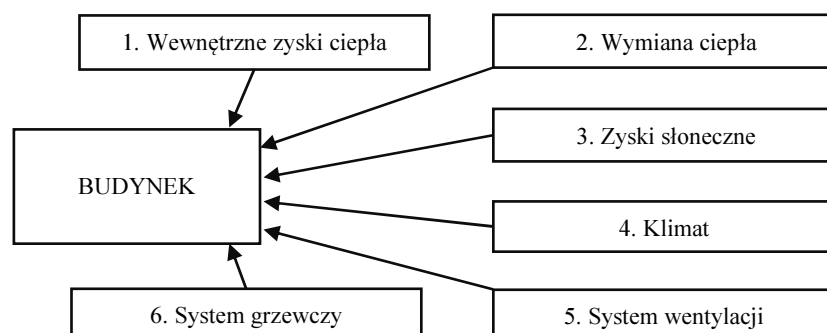 1. Wewnętrzne zyski ciepła
2. Wymiana ciepła
3. Zyski słoneczne
BUDYNEK
4. Klimat
6. System grzewczy
5. System wentylacji